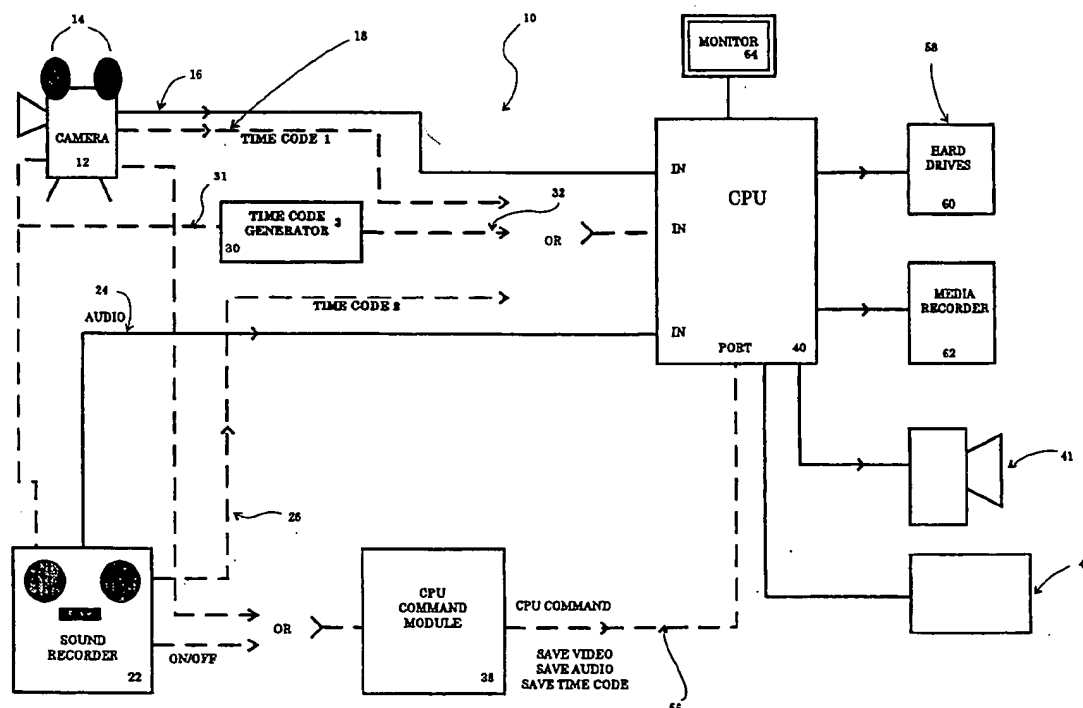 14
10
MONITOR
64
16
18
58
CAMERA
12
TIME CODE 1
IN
CPU
HARD
DRIVES
60
31
TIME CODE
GENERATOR 3
30
32
OR
IN
24
AUDIO
TIME CODE 2
IN
MEDIA
RECORDER
62
PORT
40
41
26
CPU
COMMAND
MODULE
38
CPU COMMAND
SAVE VIDEO
SAVE AUDIO
SAVE TIME CODE
OR
SOUND
RECORDER
22
ON/OFF